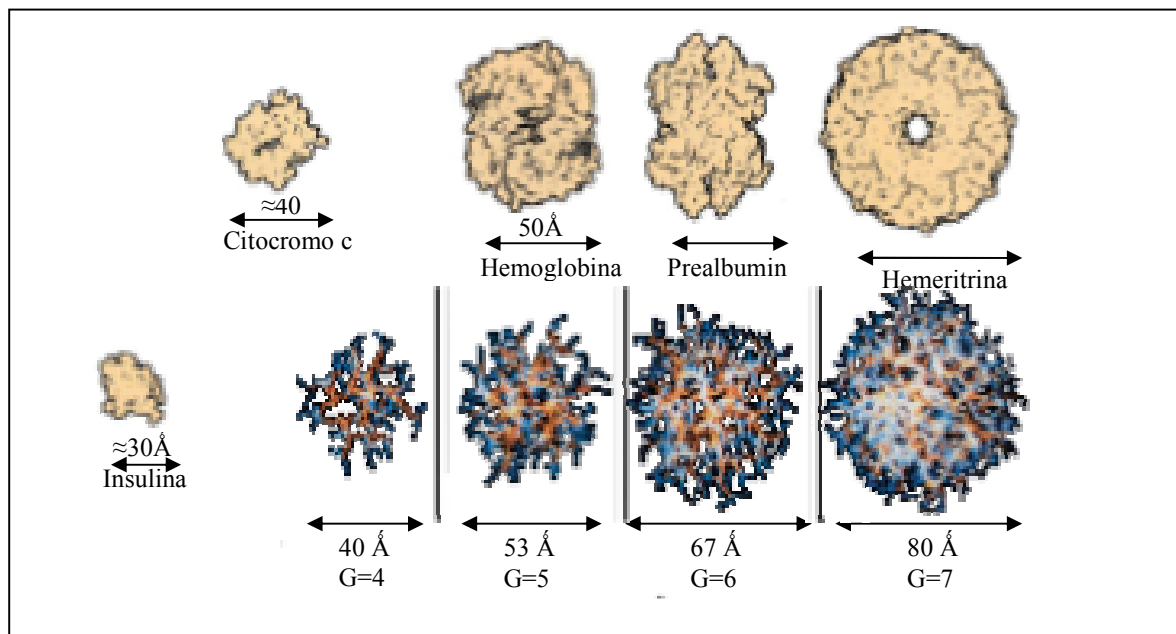 ≈40
Citocromo c
50Å
Hemoglobina
Prealbumin
Hemeritrina
≈30Å
Insulina
40 Å
G=4
53 Å
G=5
67 Å
G=6
80 Å
G=7